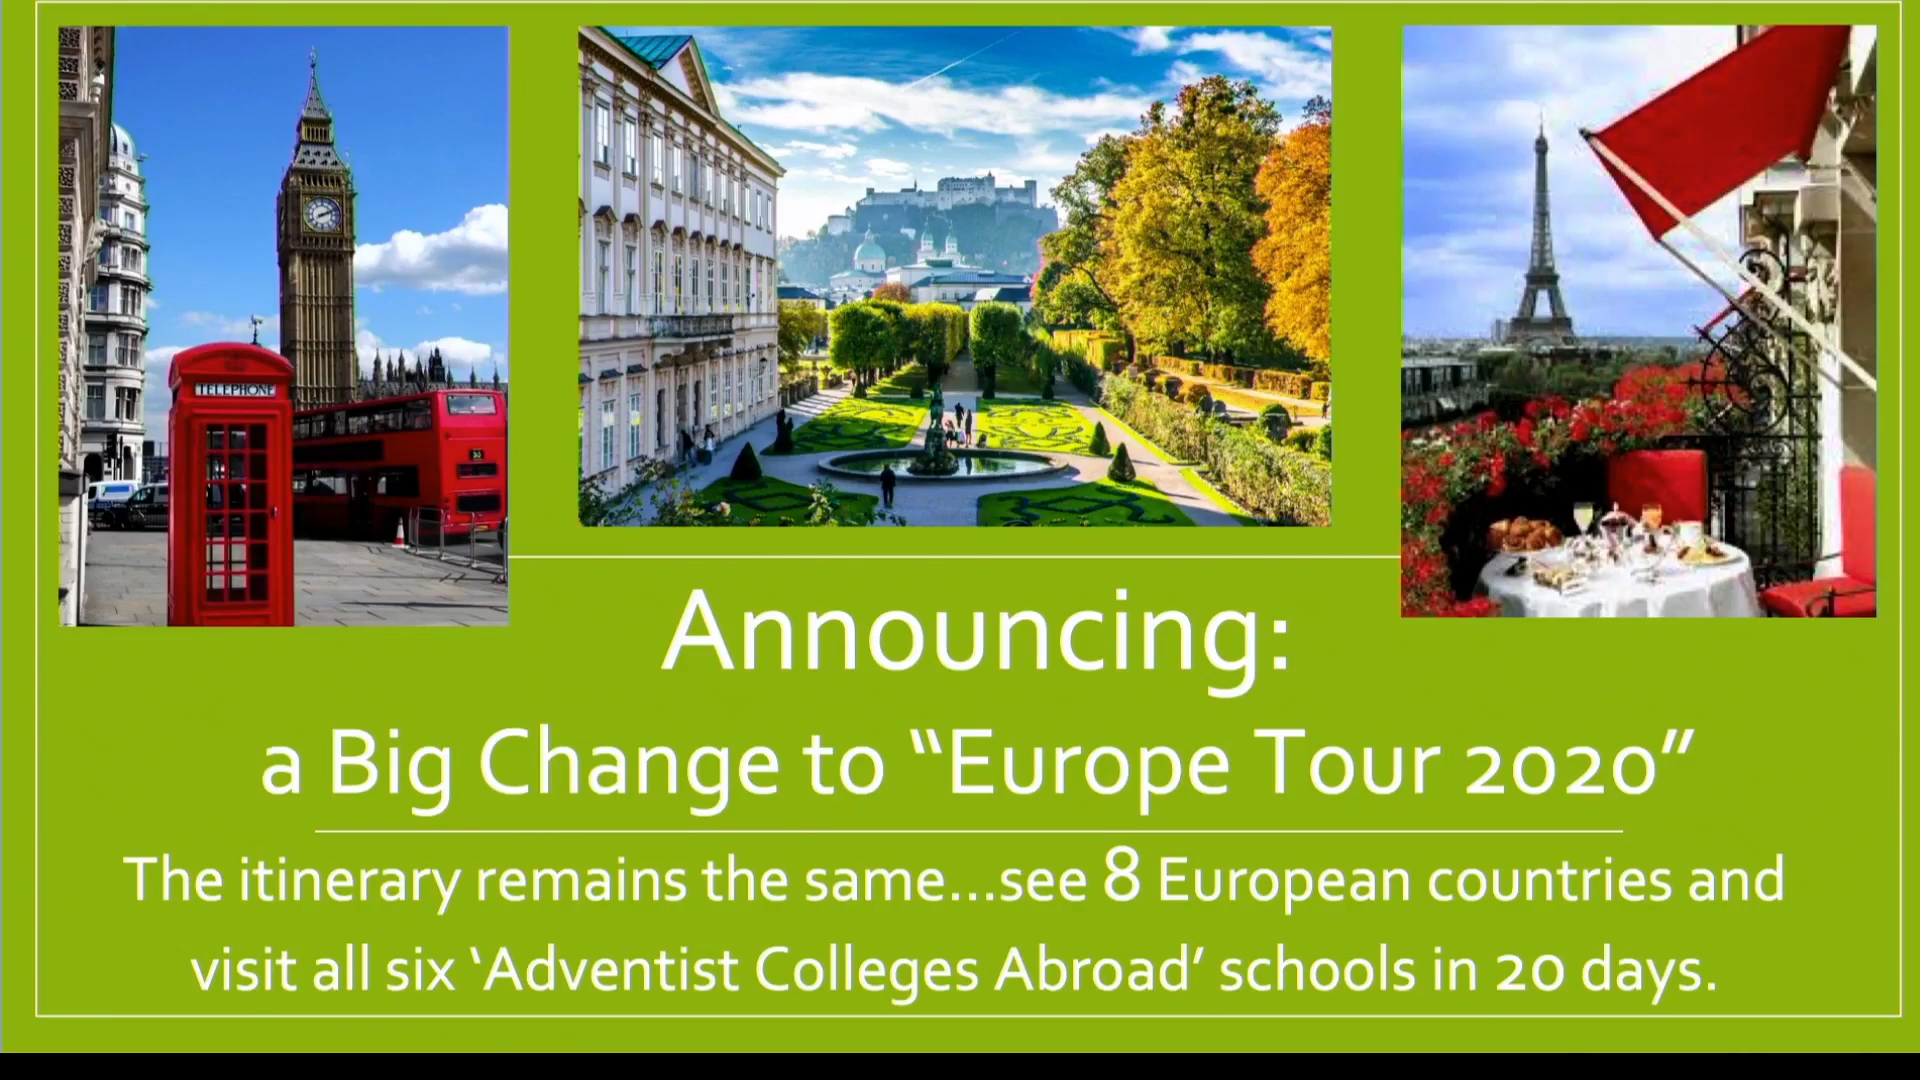 TELEPHONE
Announcing:
a Big Change to “Europe Tour 2020”
The itinerary remains the same...see 8 European countries and
visit all six ‘Adventist Colleges Abroad’ schools in 20 days.